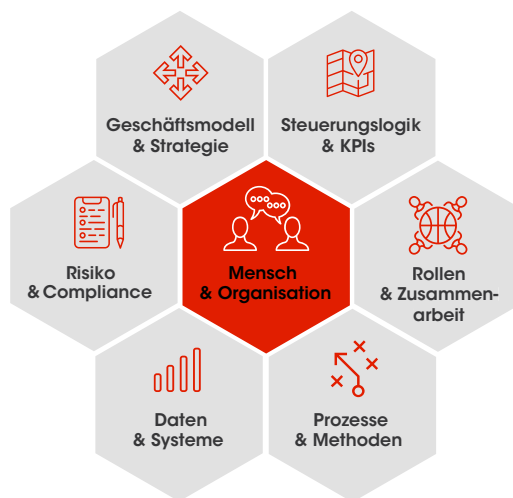 Geschäftsmodell
& Strategie
Steuerungslogik
& KPIs
Risiko
& Compliance
Mensch
& Organisation
Rollen
& Zusammen-
arbeit
Daten
& Systeme
Prozesse
& Methoden